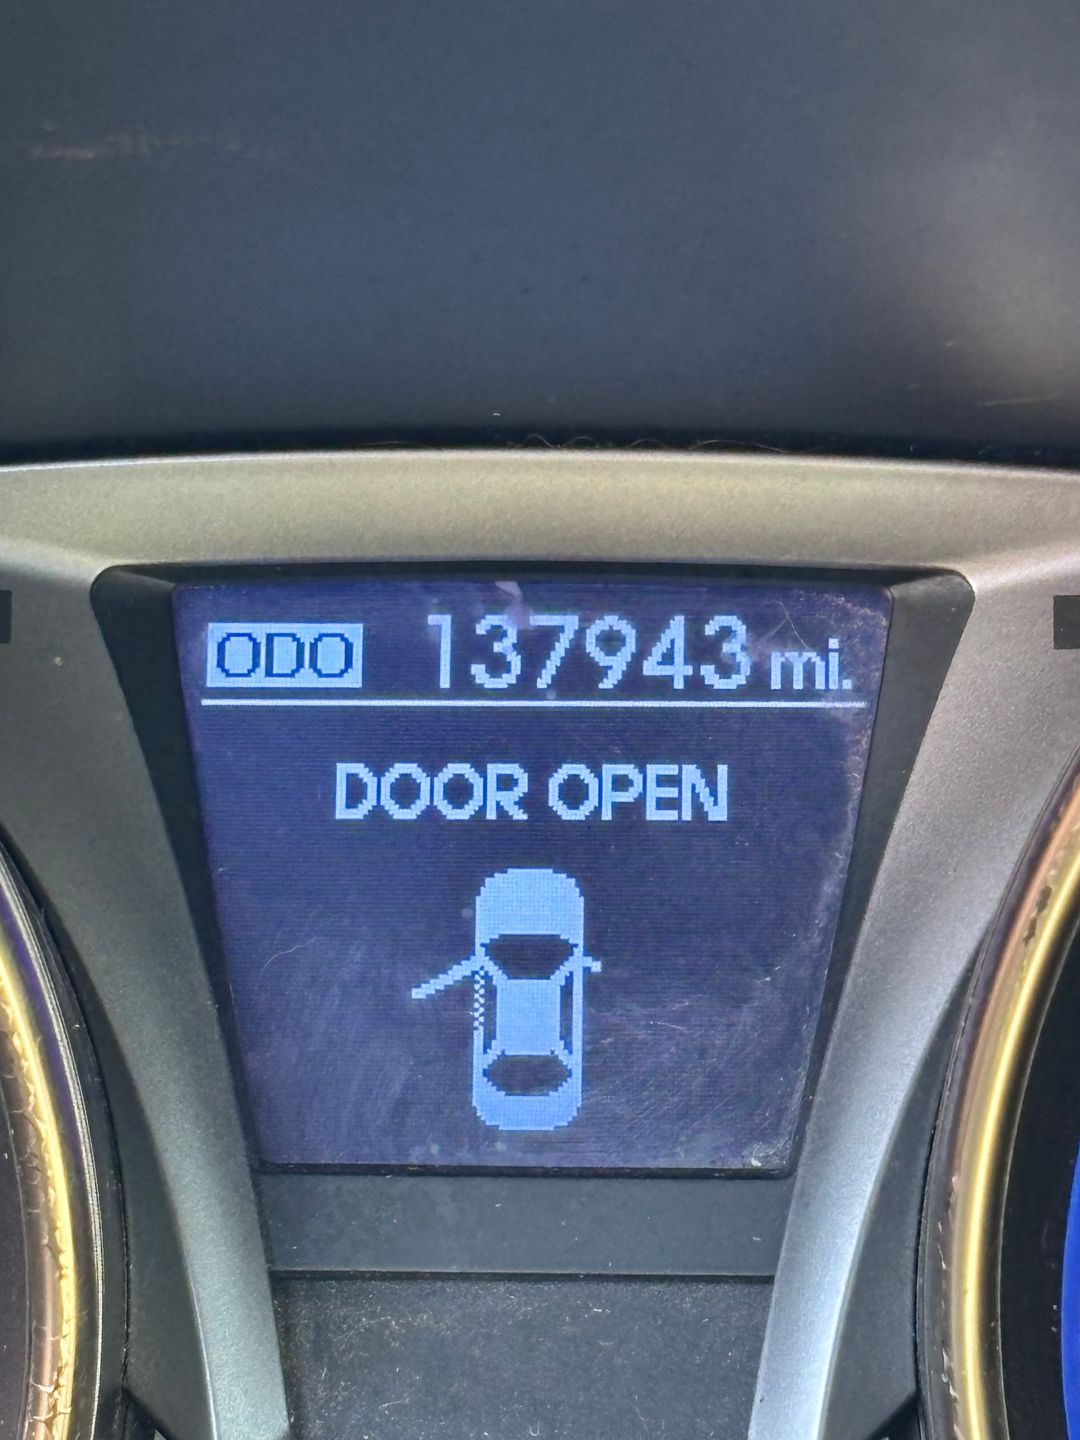 ODO 137943 mi.
DOOR OPEN